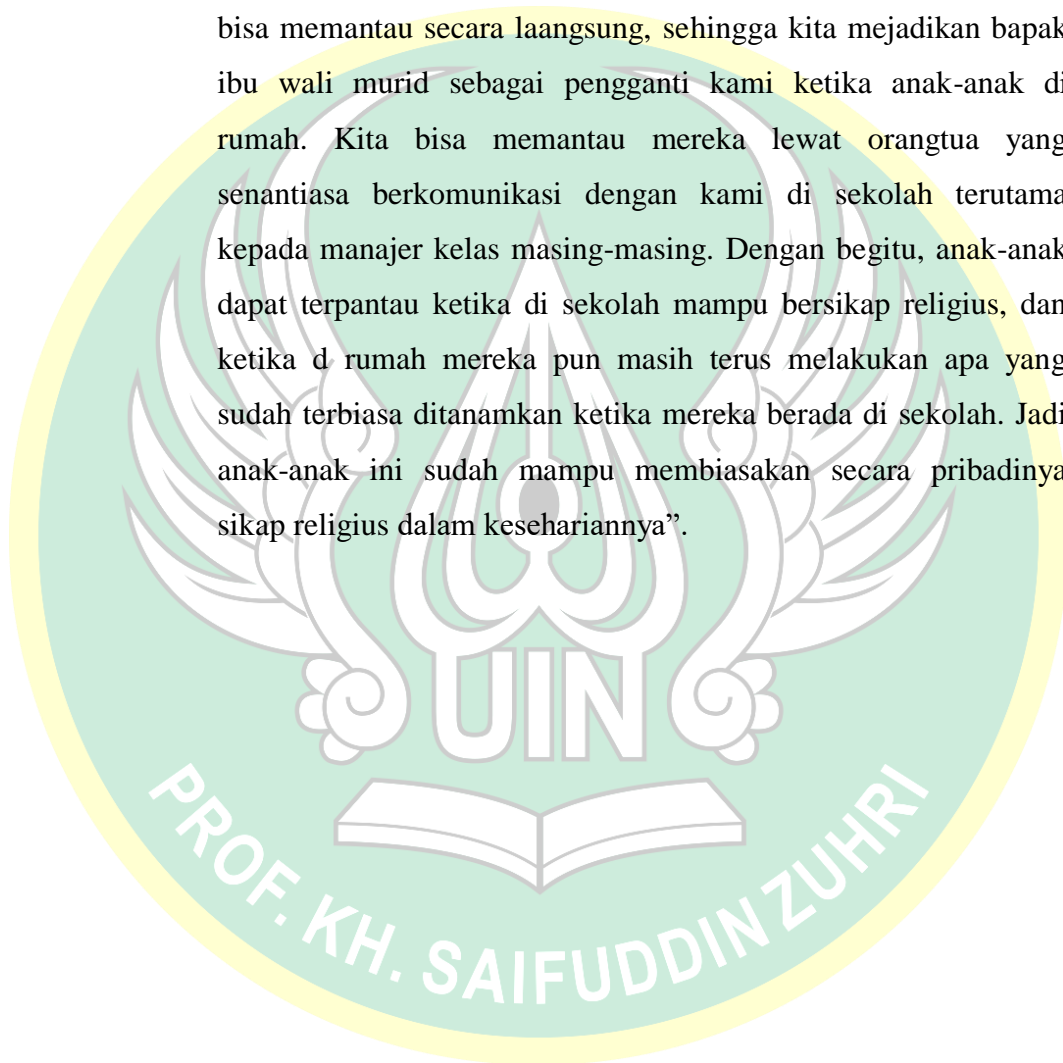 bisa memantau secara laangsung, sehingga kita mejadikan bapak
ibu wali murid sebagai pengganti kami ketika anak-anak di
rumah. Kita bisa memantau mereka lewat orangtua yang
senantiasa berkomunikasi dengan kami di sekolah terutama
kepada manajer kelas masing-masing. Dengan begitu, anak-anak
dapat terpantau ketika di sekolah mampu bersikap religius, dan
ketika d rumah mereka pun masih terus melakukan apa yang
sudah terbiasa ditanamkan ketika mereka berada di sekolah. Jadi
anak-anak ini sudah mampu membiasakan secara pribadinya
sikap religius dalam kesehariannya”.
UIN
PROF. KH. SAIFUDDIN ZUHRI